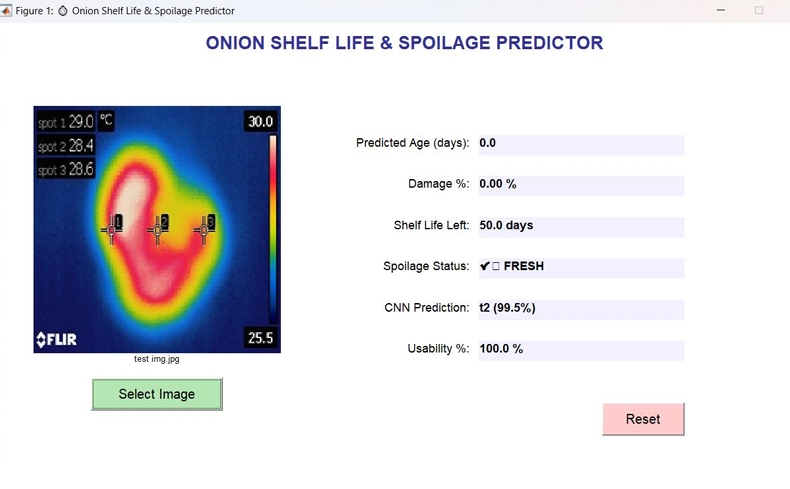 Figure 1: Onion Shelf Life & Spoilage Predictor
ONION SHELF LIFE & SPOILAGE PREDICTOR
spot 1 29.0 °C
30.0
spot 2 28.4
spot 3 28.6
1 2 3
FLIR
25.5
test img.jpg
Select Image
Predicted Age (days): 0.0
Damage %: 0.00 %
Shelf Life Left: 50.0 days
Spoilage Status: ✔□ FRESH
CNN Prediction: t2 (99.5%)
Usability %: 100.0 %
Reset